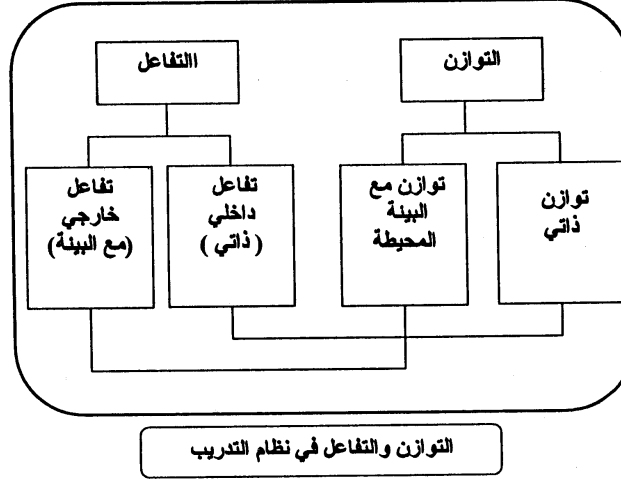 التوازن
االتفاعل
توازن
ذاتي
توازن مع
البيئة
المحيطة
تفاعل
داخلي
( ذاتي )
تفاعل
خارجي
(مع البيئة)
التوازن والتفاعل في نظام التدريب